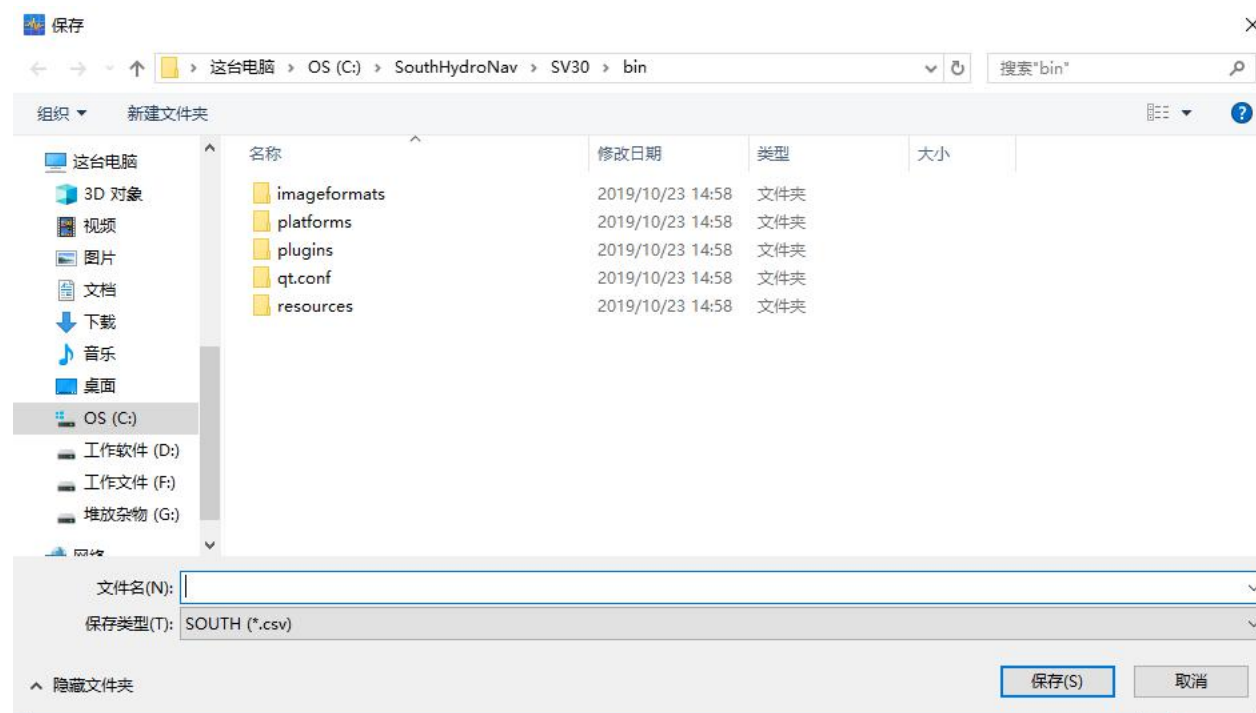 保存
这台电脑 › OS (C:) › SouthHydroNav › SV30 › bin
搜索"bin"
组织
新建文件夹
这台电脑
3D 对象
视频
图片
文档
下载
音乐
桌面
OS (C:)
工作软件 (D:)
工作文件 (F:)
堆放杂物 (G:)
网络
名称 修改日期 类型 大小
imageformats 2019/10/23 14:58 文件夹
platforms 2019/10/23 14:58 文件夹
plugins 2019/10/23 14:58 文件夹
qt.conf 2019/10/23 14:58 文件夹
resources 2019/10/23 14:58 文件夹
文件名(N):
保存类型(T): SOUTH (*.csv)
隐藏文件夹
保存(S)
取消